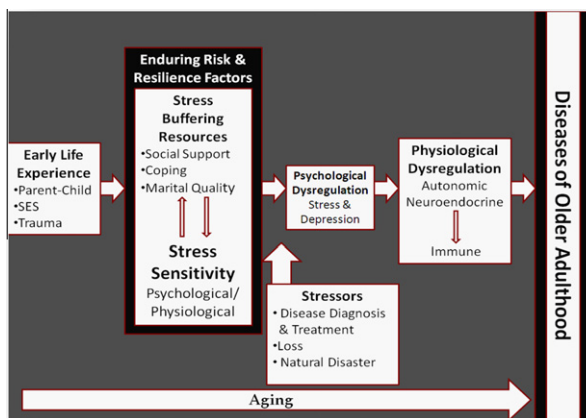 Early Life
Experience
•Parent-Child
•SES
•Trauma
Enduring Risk &
Resilience Factors
Stress
Buffering
Resources
•Social Support
•Coping
•Marital Quality
Stress
Sensitivity
Psychological/
Physiological
Psychological
Dysregulation
Stress &
Depression
Stressors
• Disease Diagnosis
& Treatment
•Loss
• Natural Disaster
Physiological
Dysregulation
Autonomic
Neuroendocrine
Immune
Diseases of Older Adulthood
Aging